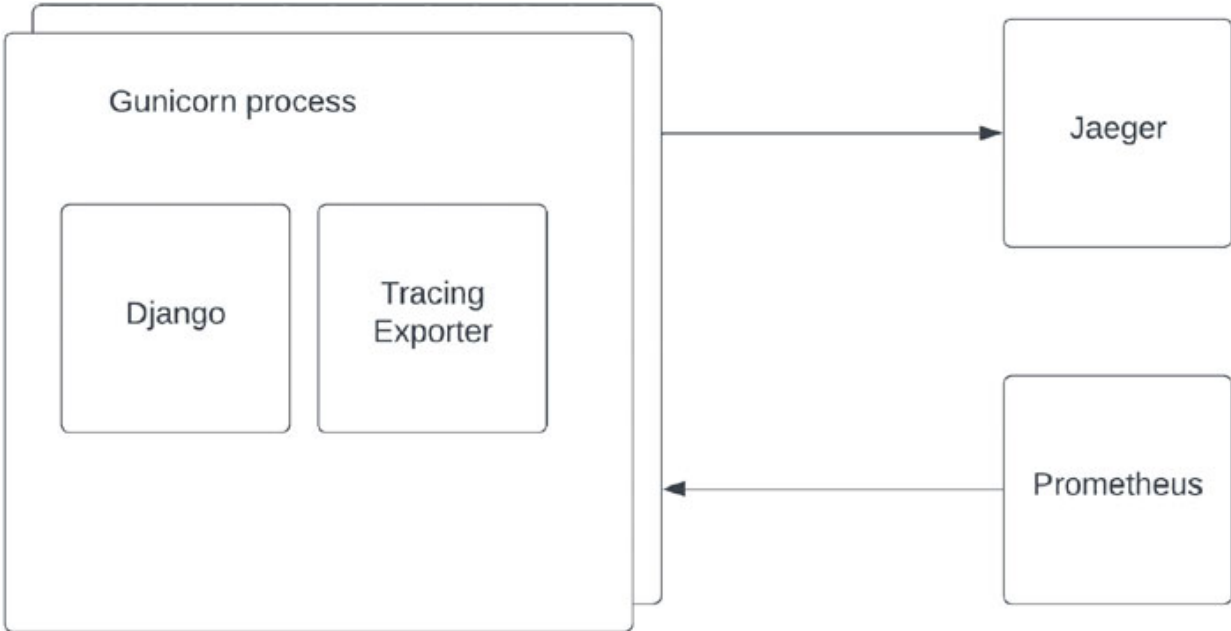 Gunicorn process
Jaeger
Django
Tracing
Exporter
Prometheus